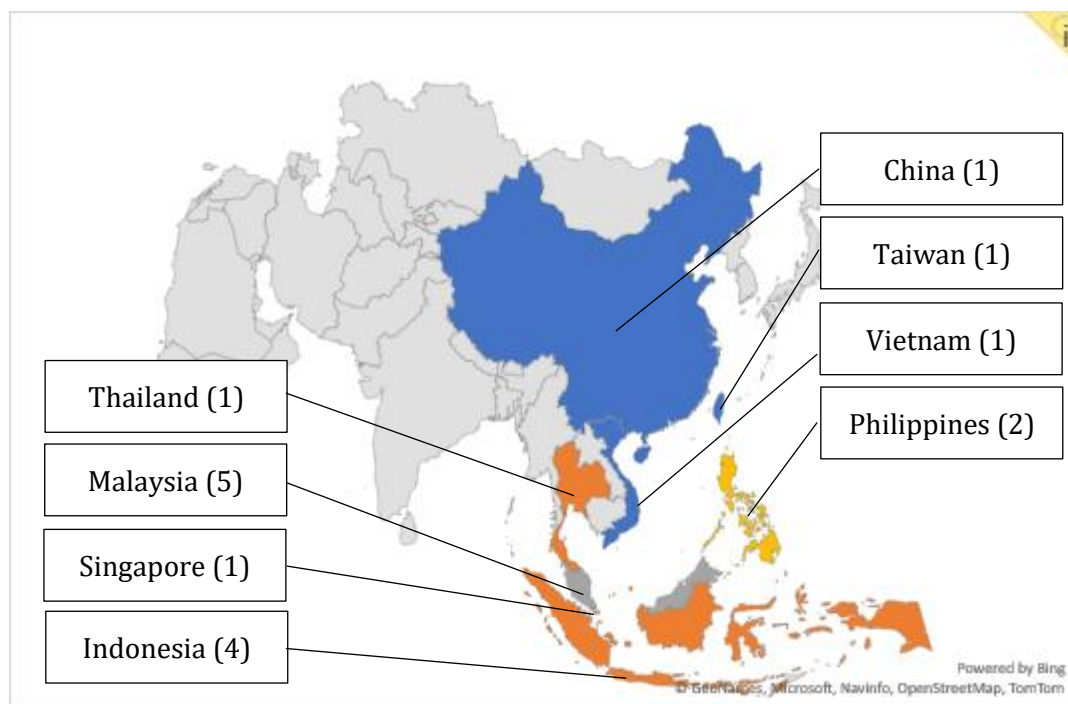 China (1)
Taiwan (1)
Vietnam (1)
Philippines (2)
Thailand (1)
Malaysia (5)
Singapore (1)
Indonesia (4)
Powered by Bing
© GeoNames, Microsoft, Navinfo, OpenStreetMap, TomTom